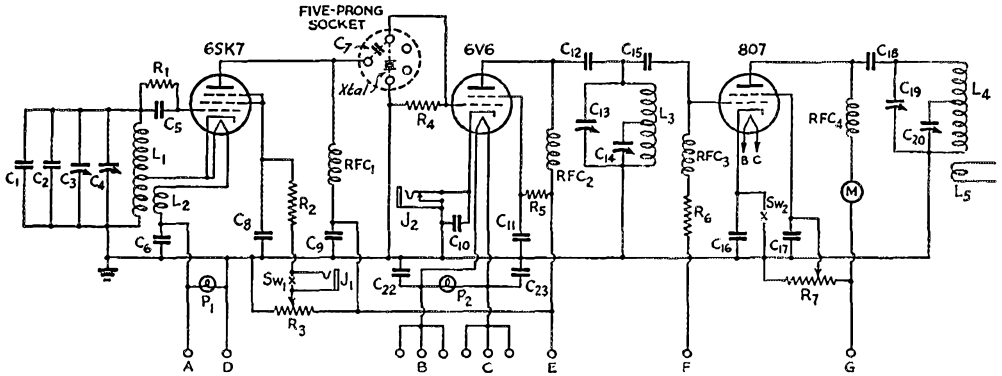 FIVE-PRONG
SOCKET
6SK7
C7
6V6
C12
C15
807
C18
R1
Xtal
C19
L4
C5
R4
C13
L3
RFC4
C20
L1
C14
B C
C1
C2
C3
C4
RFC1
RFC2
RFC3
L5
L2
R2
J2
R5
Sw2
M
C6
C8
C9
C10
C11
R6
C16
C17
P1
Sw1
J1
C22
P2
C23
R7
R3
A
D
B
C
E
F
G